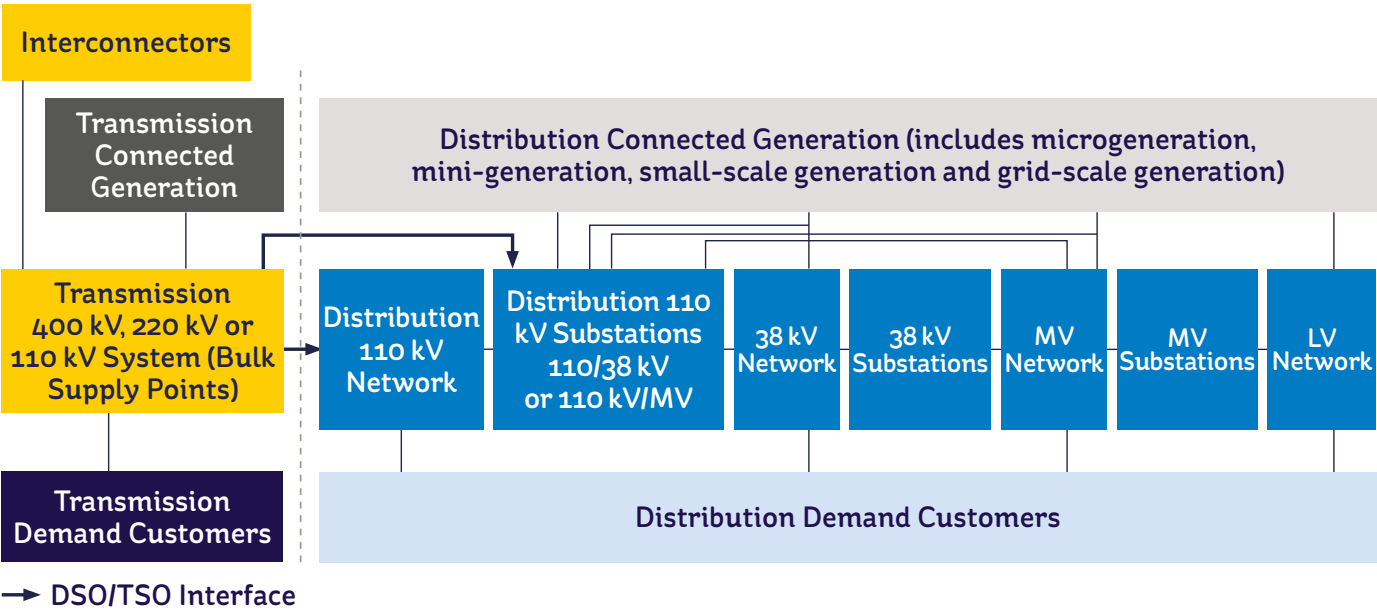 Interconnectors
Transmission
Connected
Generation
Distribution Connected Generation (includes microgeneration,
mini-generation, small-scale generation and grid-scale generation)
Transmission
400 kV, 220 kV or
110 kV System (Bulk
Supply Points)
Distribution
110 kV
Network
Distribution 110
kV Substations
110/38 kV
or 110 kV/MV
38 kV
Network
38 kV
Substations
MV
Network
MV
Substations
LV
Network
Transmission
Demand Customers
Distribution Demand Customers
DSO/TSO Interface